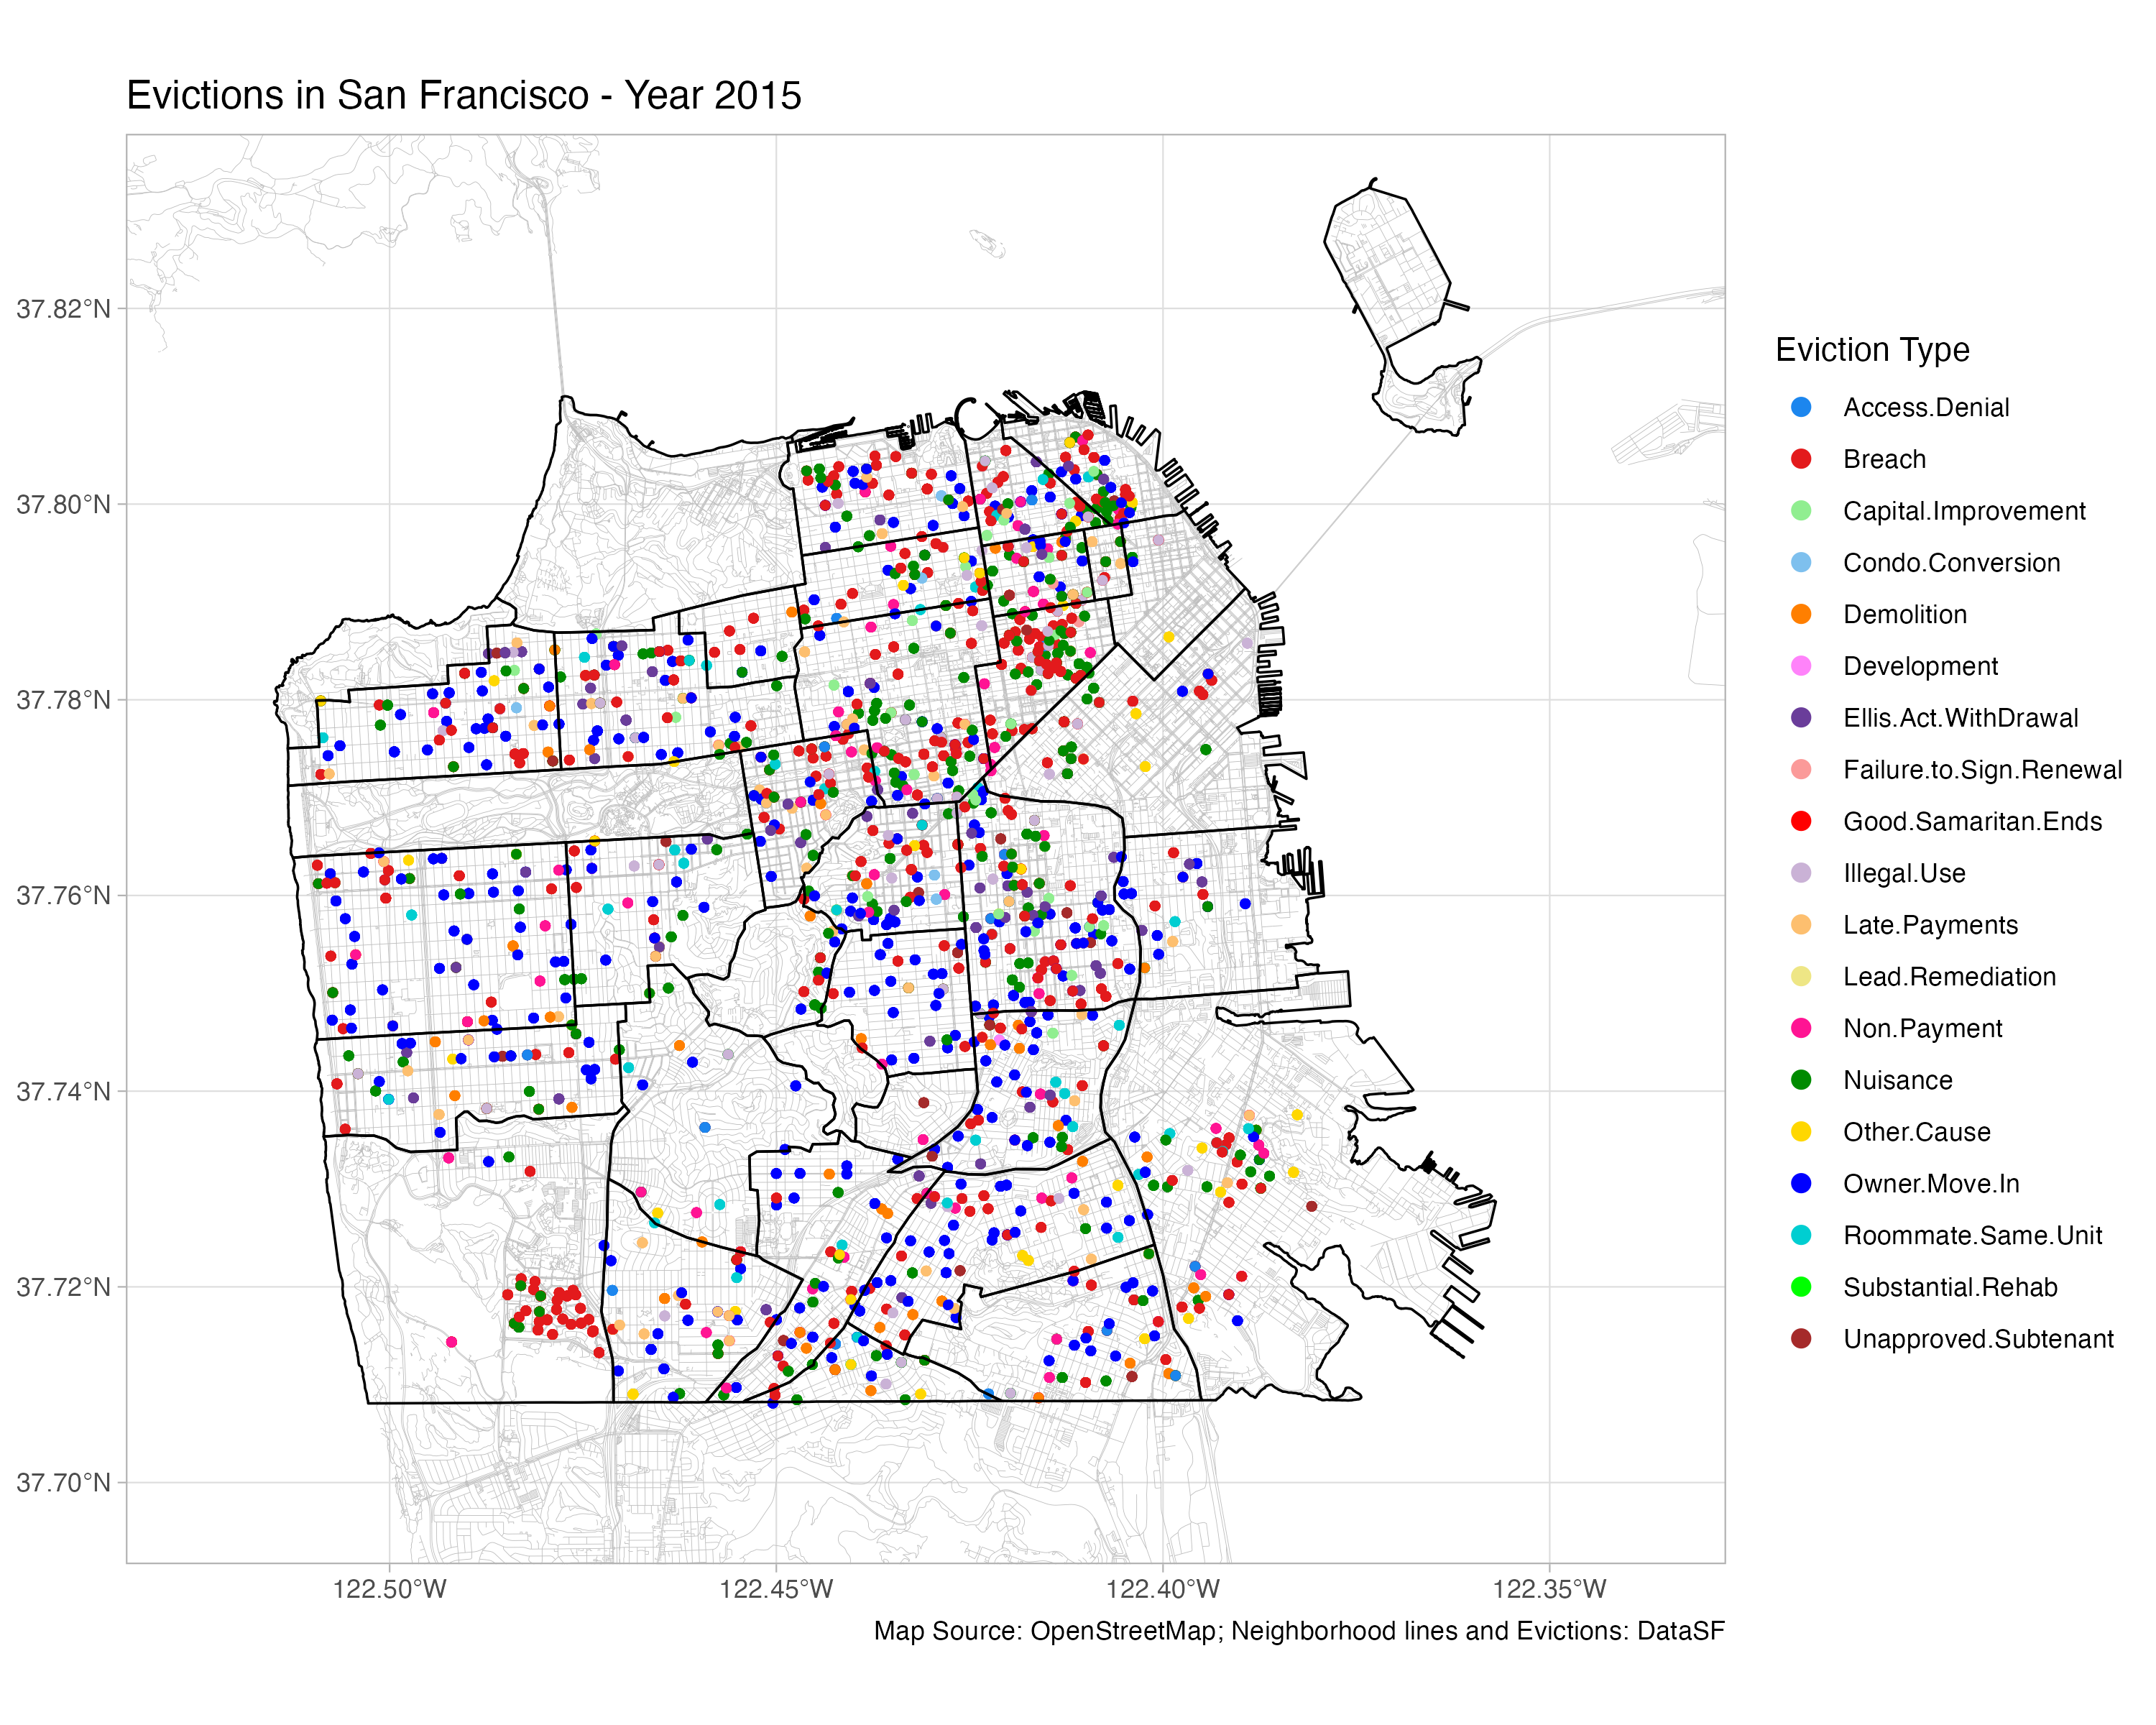 Evictions in San Francisco - Year 2015
37.82°N
37.80°N
37.78°N
37.76°N
37.74°N
37.72°N
37.70°N
122.50°W
122.45°W
122.40°W
122.35°W
Eviction Type
Access.Denial
Breach
Capital.Improvement
Condo.Conversion
Demolition
Development
Ellis.Act.WithDrawal
Failure.to.Sign.Renewal
Good.Samaritan.Ends
Illegal.Use
Late.Payments
Lead.Remediation
Non.Payment
Nuisance
Other.Cause
Owner.Move.In
Roommate.Same.Unit
Substantial.Rehab
Unapproved.Subtenant
Map Source: OpenStreetMap; Neighborhood lines and Evictions: DataSF